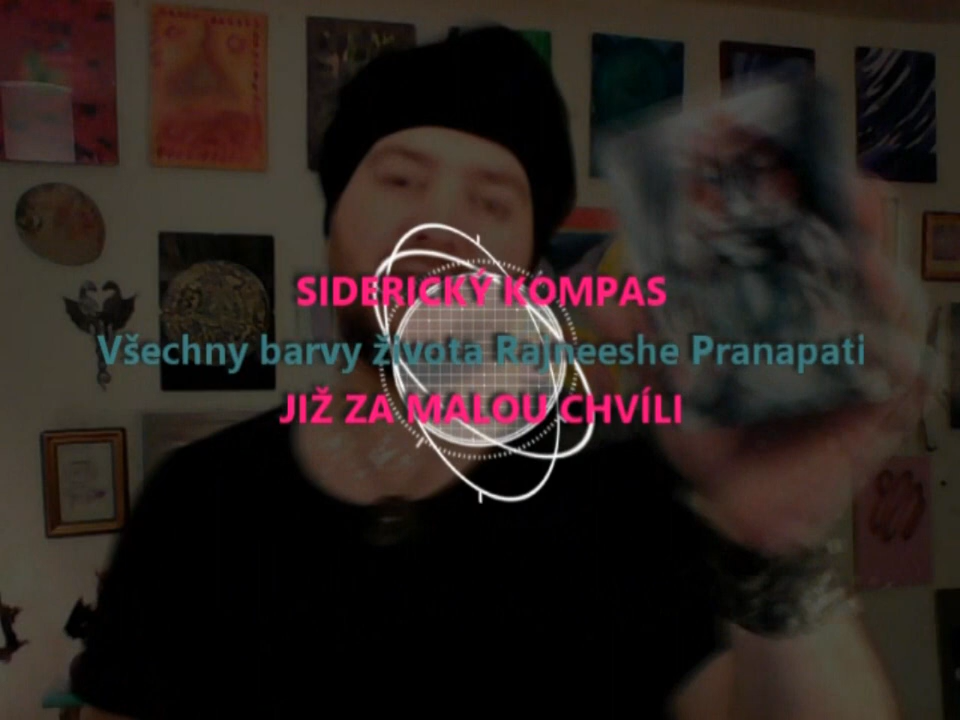 SIDERICKÝ KOMPAS
Všechny barvy života Rajneeshe Pranapati
JIŽ ZA MALOU CHVÍLI